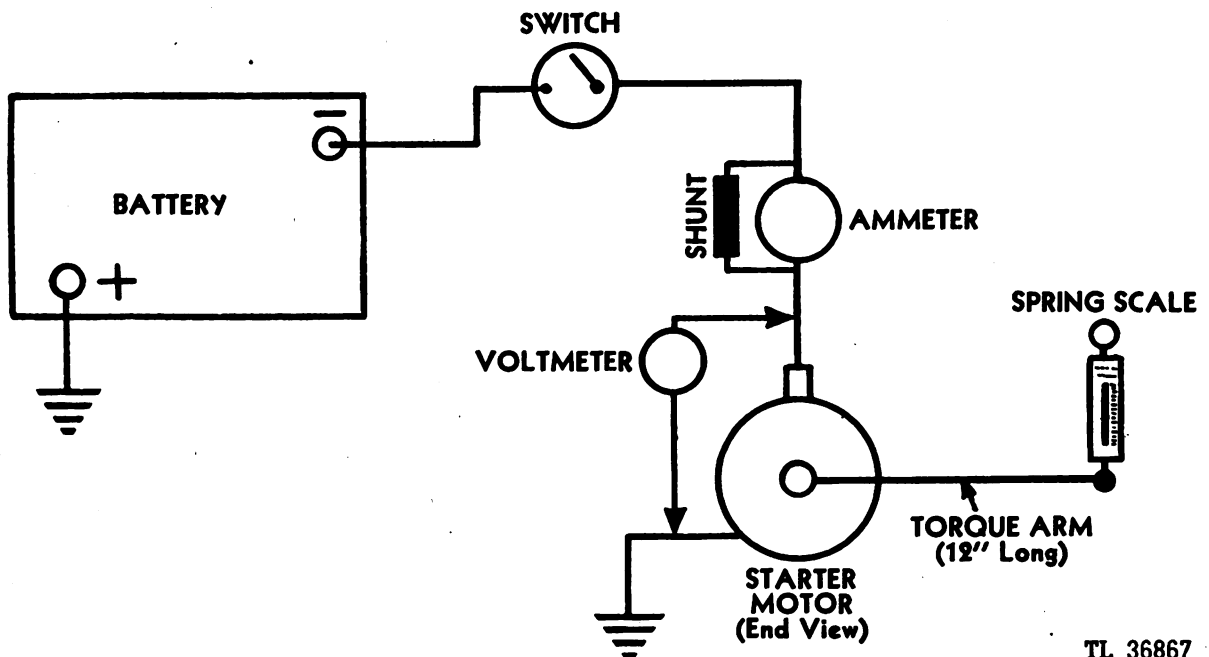 SWITCH
−
BATTERY
+
SHUNT
AMMETER
SPRING SCALE
VOLTMETER
TORQUE ARM
(12" Long)
STARTER
MOTOR
(End View)
TL 36867